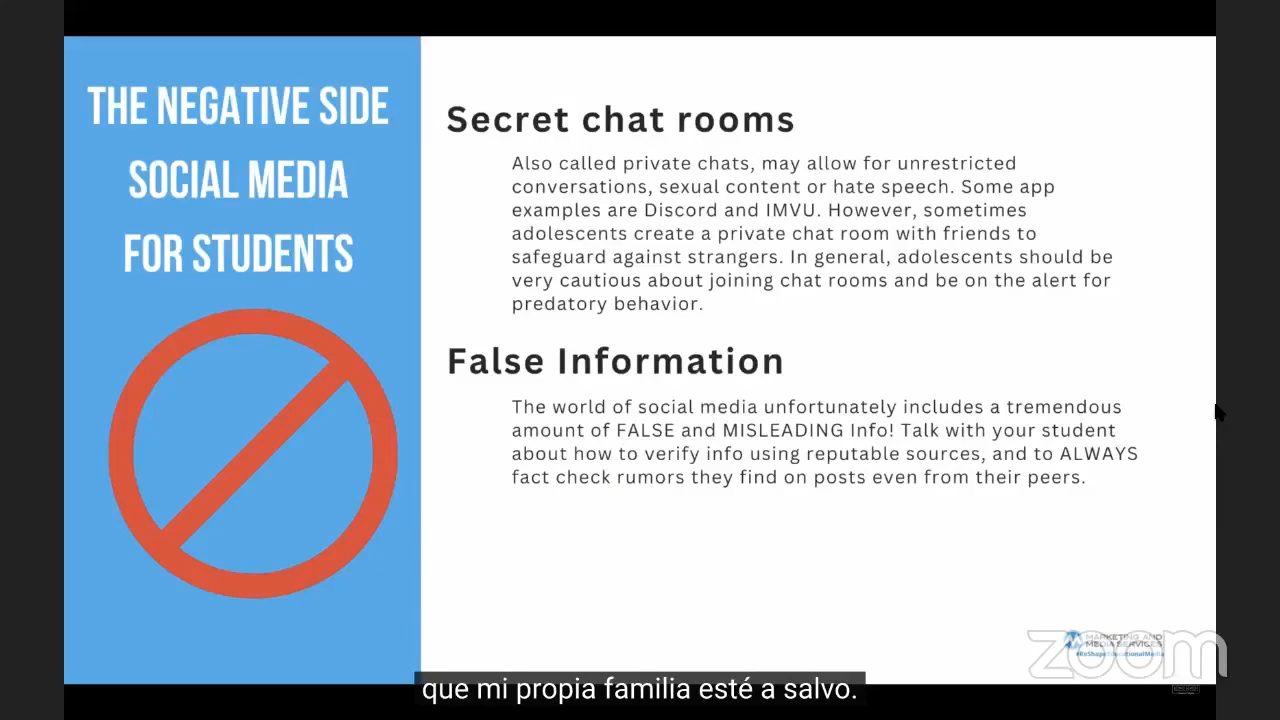 THE NEGATIVE SIDE
SOCIAL MEDIA
FOR STUDENTS
Secret chat rooms
Also called private chats, may allow for unrestricted
conversations, sexual content or hate speech. Some app
examples are Discord and IMVU. However, sometimes
adolescents create a private chat room with friends to
safeguard against strangers. In general, adolescents should be
very cautious about joining chat rooms and be on the alert for
predatory behavior.
False Information
The world of social media unfortunately includes a tremendous
amount of FALSE and MISLEADING Info! Talk with your student
about how to verify info using reputable sources, and to ALWAYS
fact check rumors they find on posts even from their peers.
MARKETING AND
MEDIA SERVICES
#ReShapeEducationalMedia
zoom
que mi propia familia esté a salvo.